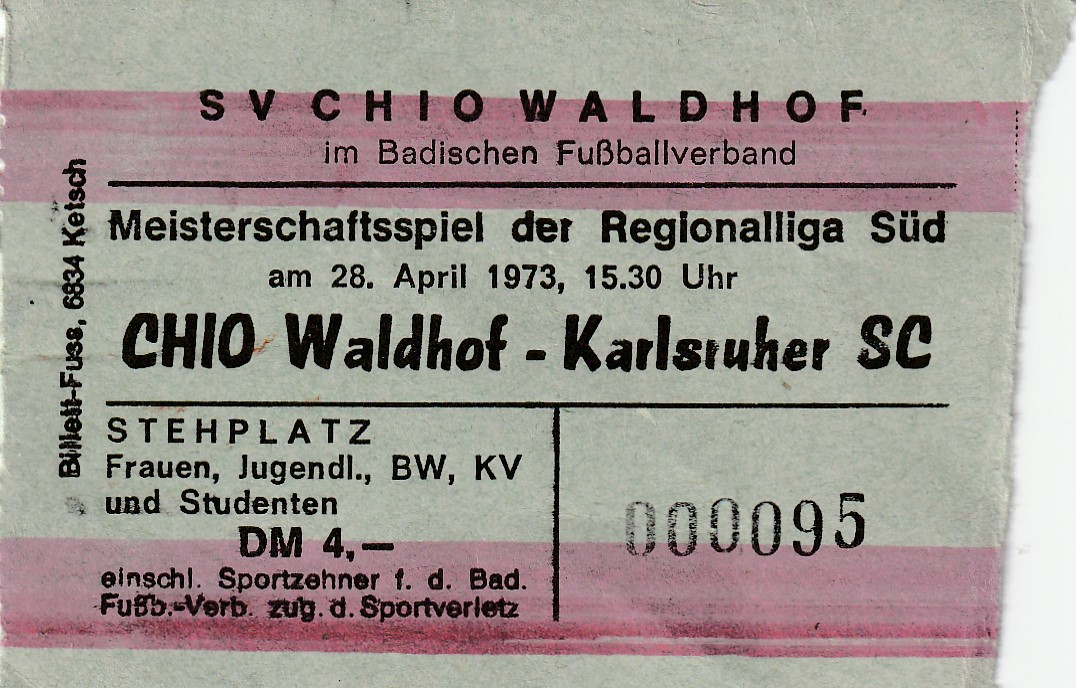 SV CHIO WALDHOF
im Badischen Fußballverband
Meisterschaftsspiel der Regionalliga Süd
am 28. April 1973, 15.30 Uhr
CHIO Waldhof - Karlsruher SC
STEHPLATZ
Frauen, Jugendl., BW, KV
und Studenten
DM 4,—
einschl. Sportzehner f. d. Bad.
Fußb.-Verb. zug. d. Sportverletz
000095
Billett-Fuss, 6834 Ketsch